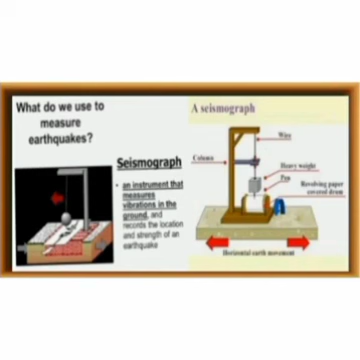 What do we use to
measure
earthquakes?
Seismograph
• an instrument that
measures
vibrations in the
ground, and
records the location
and strength of an
earthquake
A seismograph
Wire
Column
Heavy weight
Pen
Revolving paper
covered drum
Horizontal earth movement